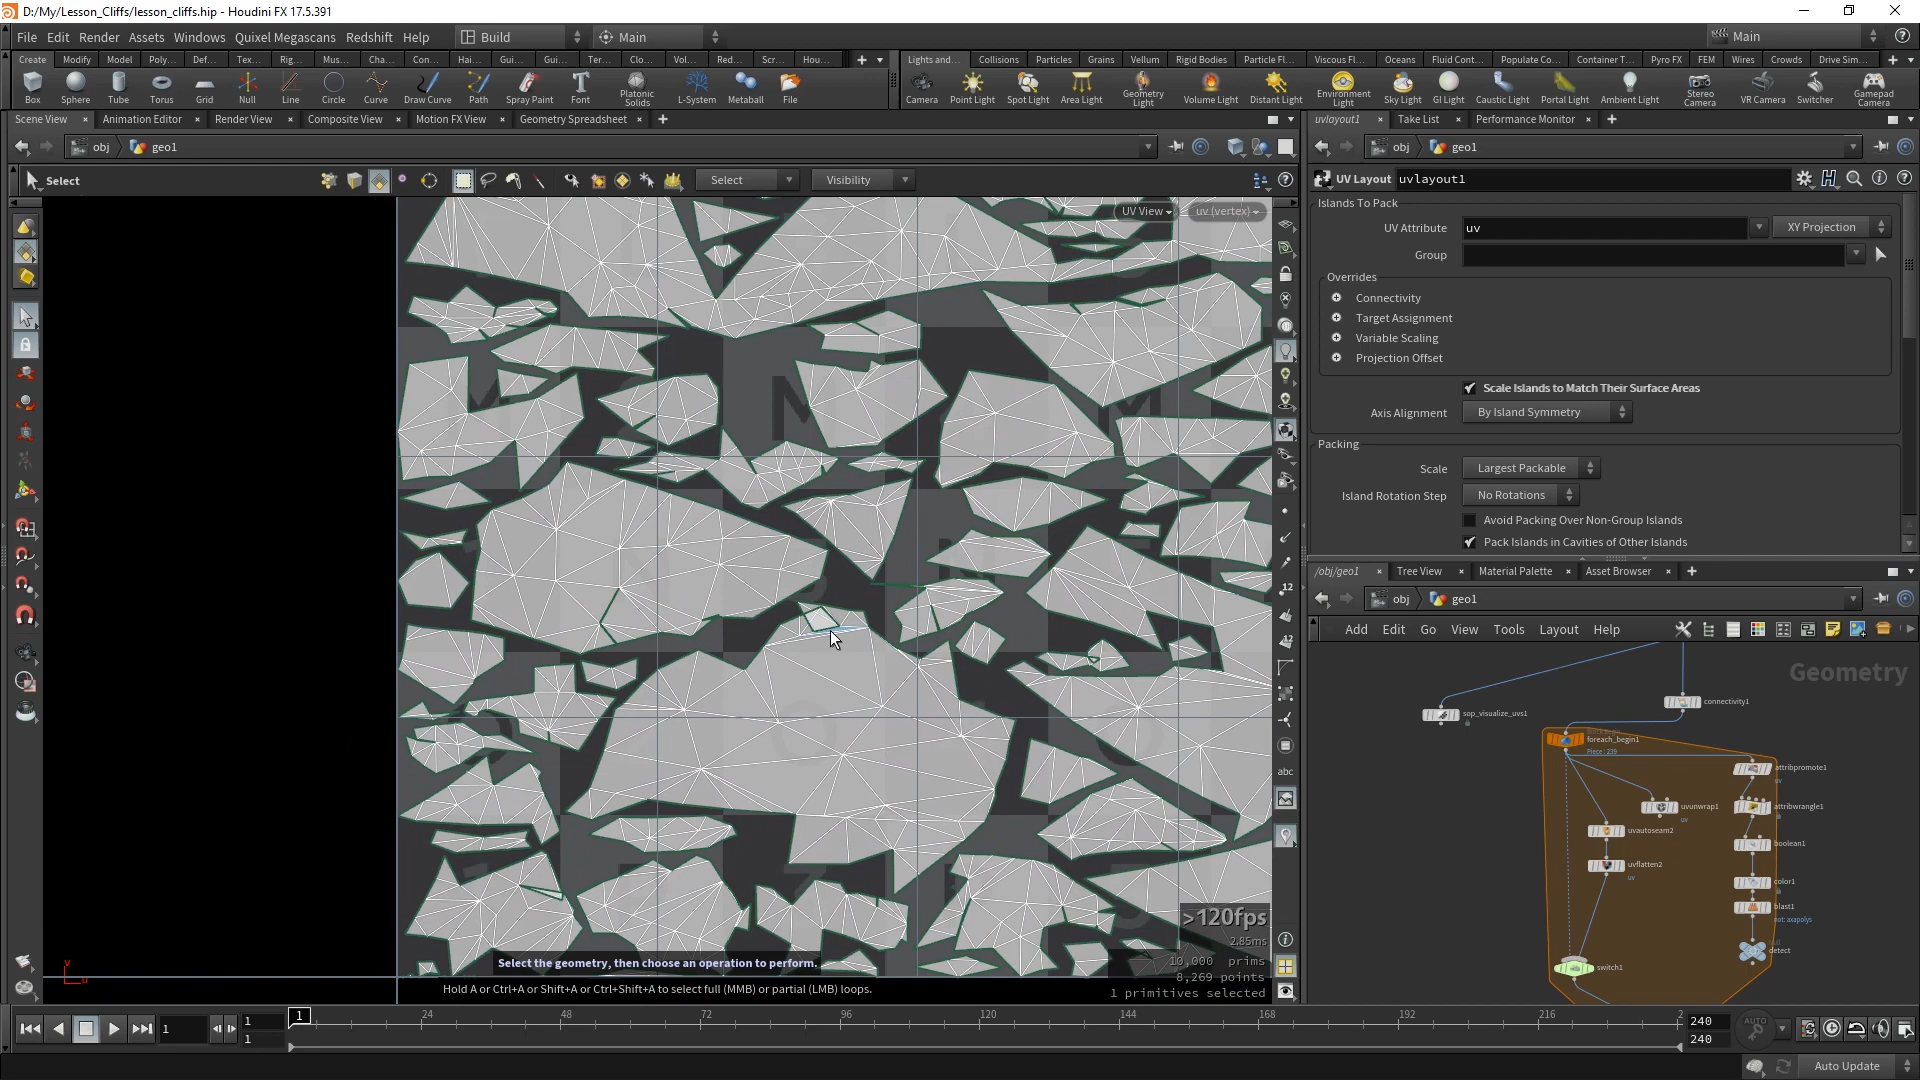 D:/My/Lesson_Cliffs/lesson_cliffs.hip - Houdini FX 17.5.391
File Edit Render Assets Windows Quixel Megascans Redshift Help Build Main Main
Create Modify Model Poly... Def... Tex... Rig... Mus... Cha... Con... Hai... Gui... Gui... Ter... Clo... Vol... Red... Scr... Hou...
Lights and... Collisions Particles Grains Vellum Rigid Bodies Particle Fl... Viscous Fl... Oceans Fluid Cont... Populate Co... Container T... Pyro FX FEM Wires Crowds Drive Sim...
Box Sphere Tube Torus Grid Null Line Circle Curve Draw Curve Path Spray Paint Font Platonic Solids L-System Metaball File
Camera Point Light Spot Light Area Light Geometry Light Volume Light Distant Light Environment Light Sky Light GI Light Caustic Light Portal Light Ambient Light Stereo Camera VR Camera Switcher Gamepad Camera
Scene View Animation Editor Render View Composite View Motion FX View Geometry Spreadsheet
uvlayout1 Take List Performance Monitor
obj geo1
obj geo1
Select Select Visibility
UV Layout uvlayout1
UV View uv (vertex)
Islands To Pack
UV Attribute uv XY Projection
Group
Overrides
Connectivity
Target Assignment
Variable Scaling
Projection Offset
Scale Islands to Match Their Surface Areas
Axis Alignment By Island Symmetry
Packing
Scale Largest Packable
Island Rotation Step No Rotations
Avoid Packing Over Non-Group Islands
Pack Islands in Cavities of Other Islands
/obj/geo1 Tree View Material Palette Asset Browser
obj geo1
Add Edit Go View Tools Layout Help
Geometry
sop_visualize_uvs1
connectivity1
foreach_begin1
Piece : 239
attribpromote1
uv
uvunwrap1
uv
attribwrangle1
uvautoseam2
boolean1
uvflatten2
uv
color1
blast1
detect
switch1
N
12
12
abc
>120fps
2.85ms
10,000 prims
8,269 points
1 primitives selected
Select the geometry, then choose an operation to perform.
Hold A or Ctrl+A or Shift+A or Ctrl+Shift+A to select full (MMB) or partial (LMB) loops.
v
u
1 1 1 1 24 48 72 96 120 144 168 192 216 2 240 240
AUTO
Auto Update